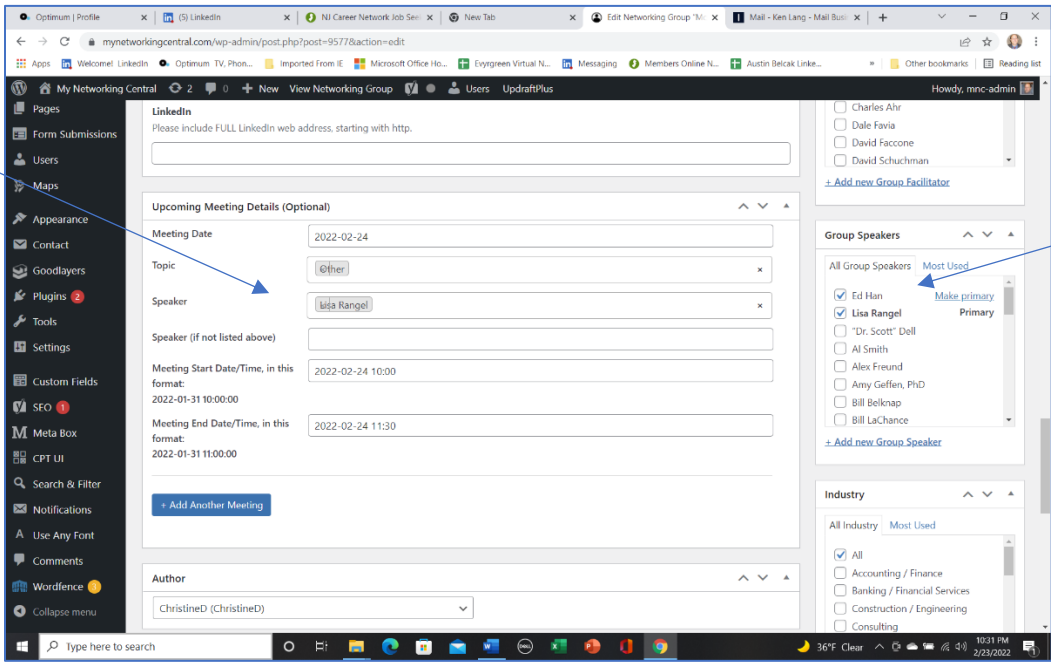 Optimum | Profile
(5) LinkedIn
NJ Career Network Job See
New Tab
Edit Networking Group "M
Mail - Ken Lang - Mail Busi
mynetworkingcentral.com/wp-admin/post.php?post=9577&action=edit
Apps Welcome! LinkedIn Optimum TV, Phon... Imported From IE Microsoft Office Ho... Evyrgreen Virtual N... Messaging Members Online N... Austin Belcak Linke... » Other bookmarks Reading list
My Networking Central 2 0 + New View Networking Group Users UpdraftPlus Howdy, mnc-admin
Pages
Form Submissions
Users
Maps
Appearance
Contact
Goodlayers
Plugins 2
Tools
Settings
Custom Fields
SEO 1
Meta Box
CPT UI
Search & Filter
Notifications
Use Any Font
Comments
Wordfence 3
Collapse menu
LinkedIn
Please include FULL LinkedIn web address, starting with http.
Upcoming Meeting Details (Optional)
Meeting Date
2022-02-24
Topic
Other
Speaker
Lisa Rangel
Speaker (if not listed above)
Meeting Start Date/Time, in this
format:
2022-01-31 10:00:00
2022-02-24 10:00
Meeting End Date/Time, in this
format:
2022-01-31 11:00:00
2022-02-24 11:30
+ Add Another Meeting
Author
ChristineD (ChristineD)
Charles Ahr
Dale Favia
David Faccone
David Schuchman
+ Add new Group Facilitator
Group Speakers
All Group Speakers Most Used
Ed Han Make primary
Lisa Rangel Primary
"Dr. Scott" Dell
Al Smith
Alex Freund
Amy Geffen, PhD
Bill Belknap
Bill LaChance
+ Add new Group Speaker
Industry
All Industry Most Used
All
Accounting / Finance
Banking / Financial Services
Construction / Engineering
Consulting
Type here to search
36°F Clear
10:31 PM
2/23/2022